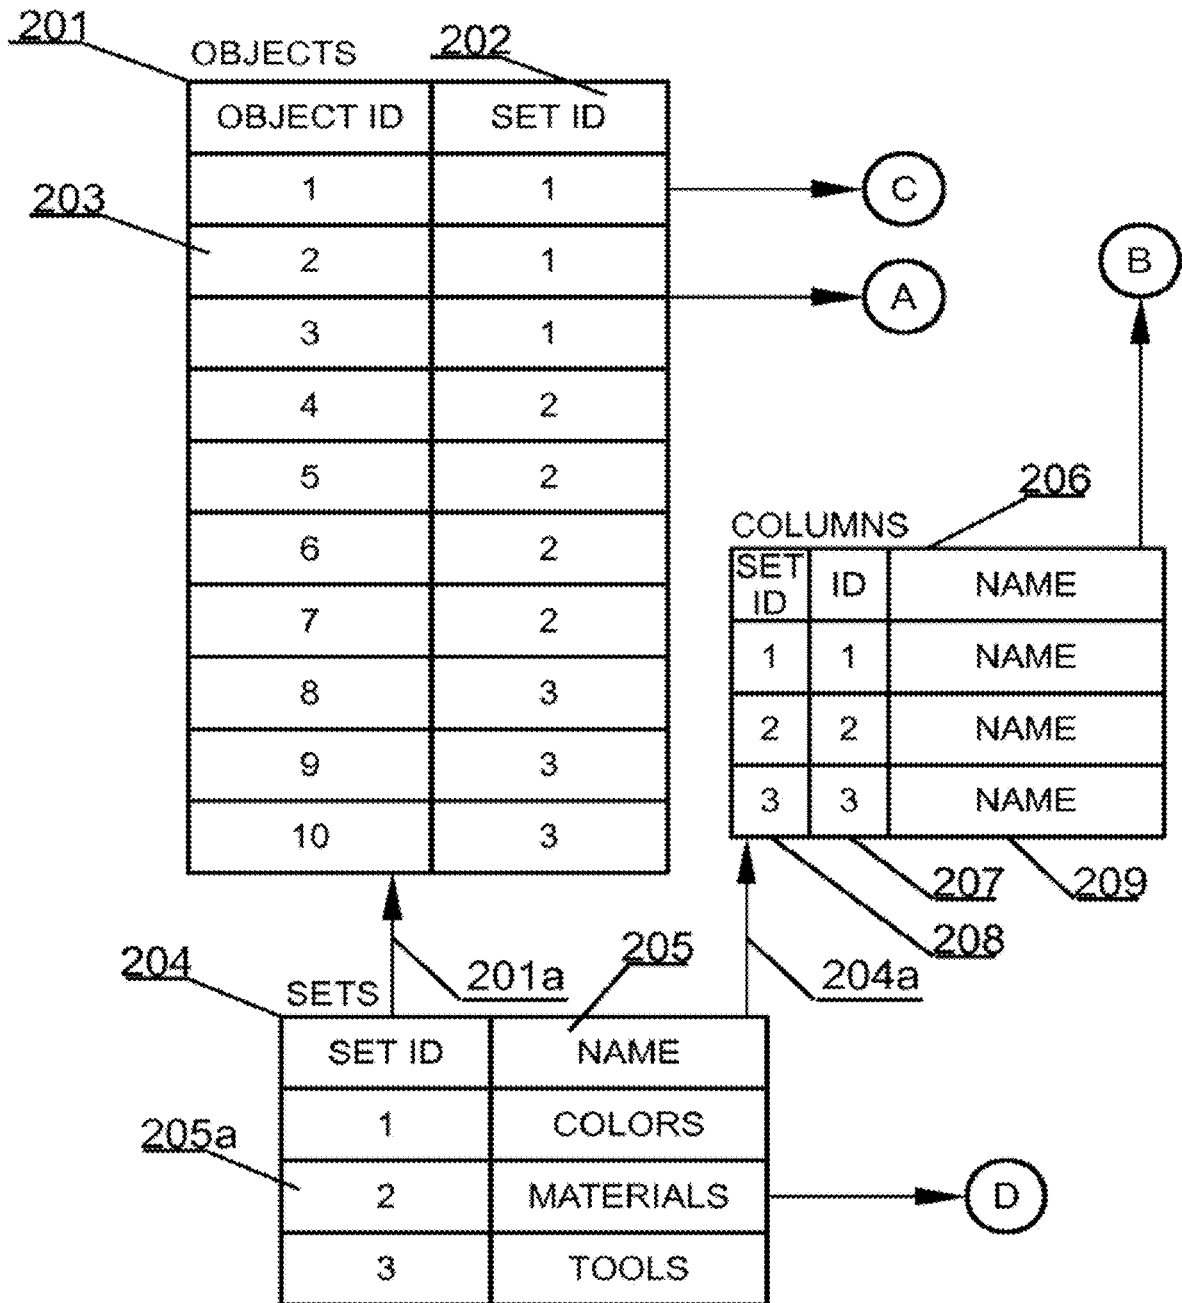 201
OBJECTS
202
OBJECT ID SET ID
1 1
C
203
2 1
A
B
3 1
4 2
5 2
6 2
7 2
8 3
9 3
10 3
206
COLUMNS
SET ID ID NAME
1 1 NAME
2 2 NAME
3 3 NAME
207
209
208
204
201a
205
204a
SETS
SET ID NAME
1 COLORS
205a
2 MATERIALS
D
3 TOOLS